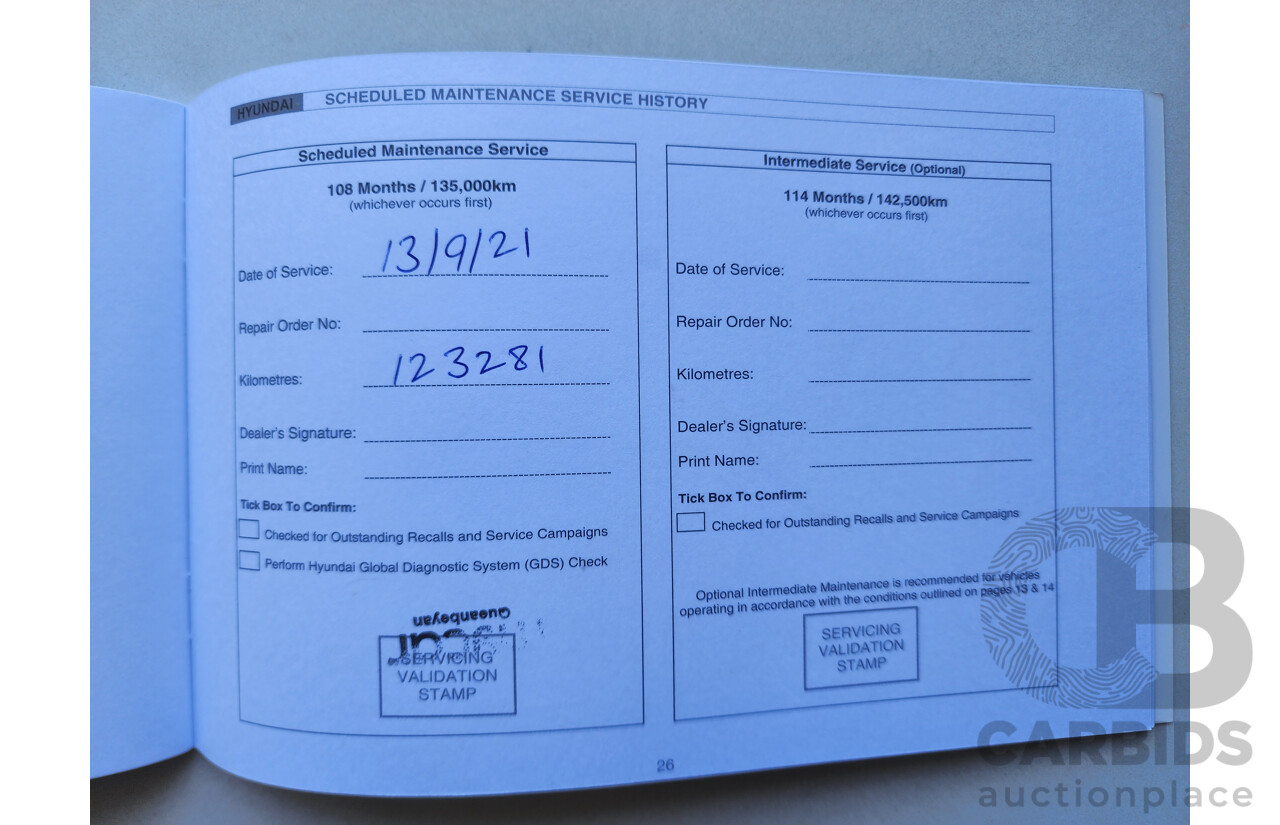 HYUNDAI SCHEDULED MAINTENANCE SERVICE HISTORY
Scheduled Maintenance Service
108 Months / 135,000km
(whichever occurs first)
Date of Service: 13/9/21
Repair Order No:
Kilometres: 123281
Dealer's Signature:
Print Name:
Tick Box To Confirm:
Checked for Outstanding Recalls and Service Campaigns
Perform Hyundai Global Diagnostic System (GDS) Check
Queanbeyan
SERVICING
VALIDATION
STAMP
Intermediate Service (Optional)
114 Months / 142,500km
(whichever occurs first)
Date of Service:
Repair Order No:
Kilometres:
Dealer's Signature:
Print Name:
Tick Box To Confirm:
Checked for Outstanding Recalls and Service Campaigns
Optional Intermediate Maintenance is recommended for vehicles
operating in accordance with the conditions outlined on pages 13 & 14
SERVICING
VALIDATION
STAMP
26
CB
CARBIDS
auctionplace